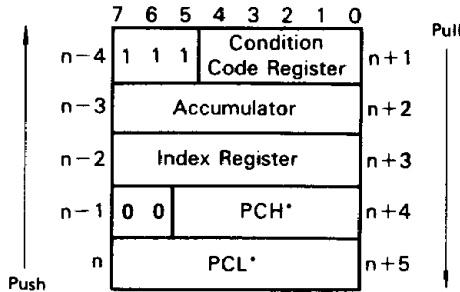 7 6 5 4 3 2 1 0
Pull
n-4 1 1 1 Condition Code Register n+1
n-3 Accumulator n+2
n-2 Index Register n+3
n-1 0 0 PCH* n+4
n PCL* n+5
Push